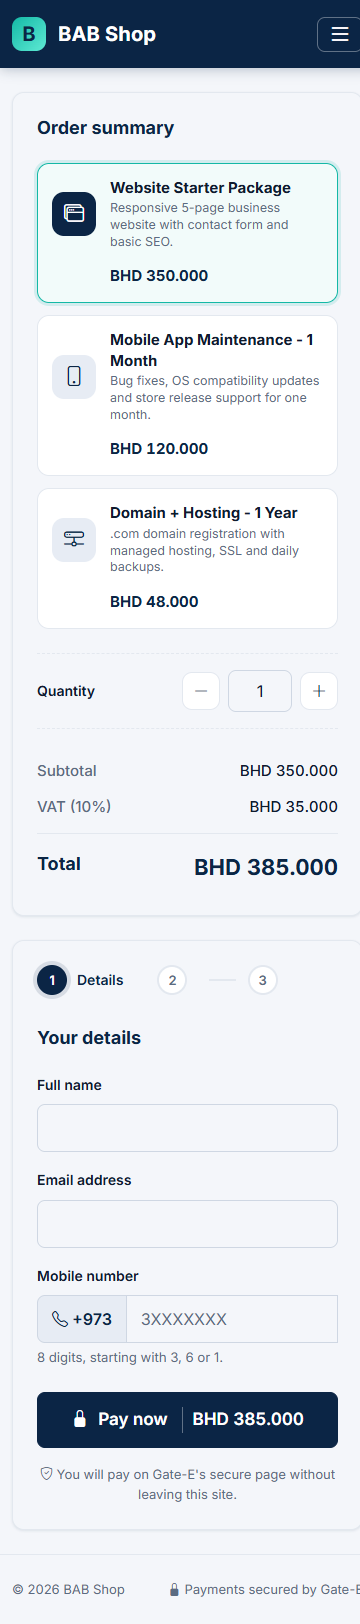 B BAB Shop
Order summary
Website Starter Package
Responsive 5-page business
website with contact form and
basic SEO.
BHD 350.000
Mobile App Maintenance - 1
Month
Bug fixes, OS compatibility updates
and store release support for one
month.
BHD 120.000
Domain + Hosting - 1 Year
.com domain registration with
managed hosting, SSL and daily
backups.
BHD 48.000
Quantity − 1 +
Subtotal BHD 350.000
VAT (10%) BHD 35.000
Total BHD 385.000
1 Details 2 3
Your details
Full name
Email address
Mobile number
+973 3XXXXXXX
8 digits, starting with 3, 6 or 1.
Pay now BHD 385.000
You will pay on Gate-E's secure page without
leaving this site.
© 2026 BAB Shop Payments secured by Gate-E